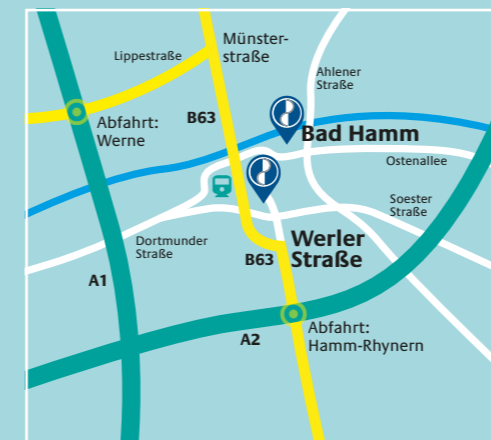 Münster-
straße
Lippestraße
Ahlener
Straße
B63
Abfahrt:
Werne
Bad Hamm
Ostenallee
Soester
Straße
Dortmunder
Straße
Werler
Straße
B63
A1
A2
Abfahrt:
Hamm-Rhynern